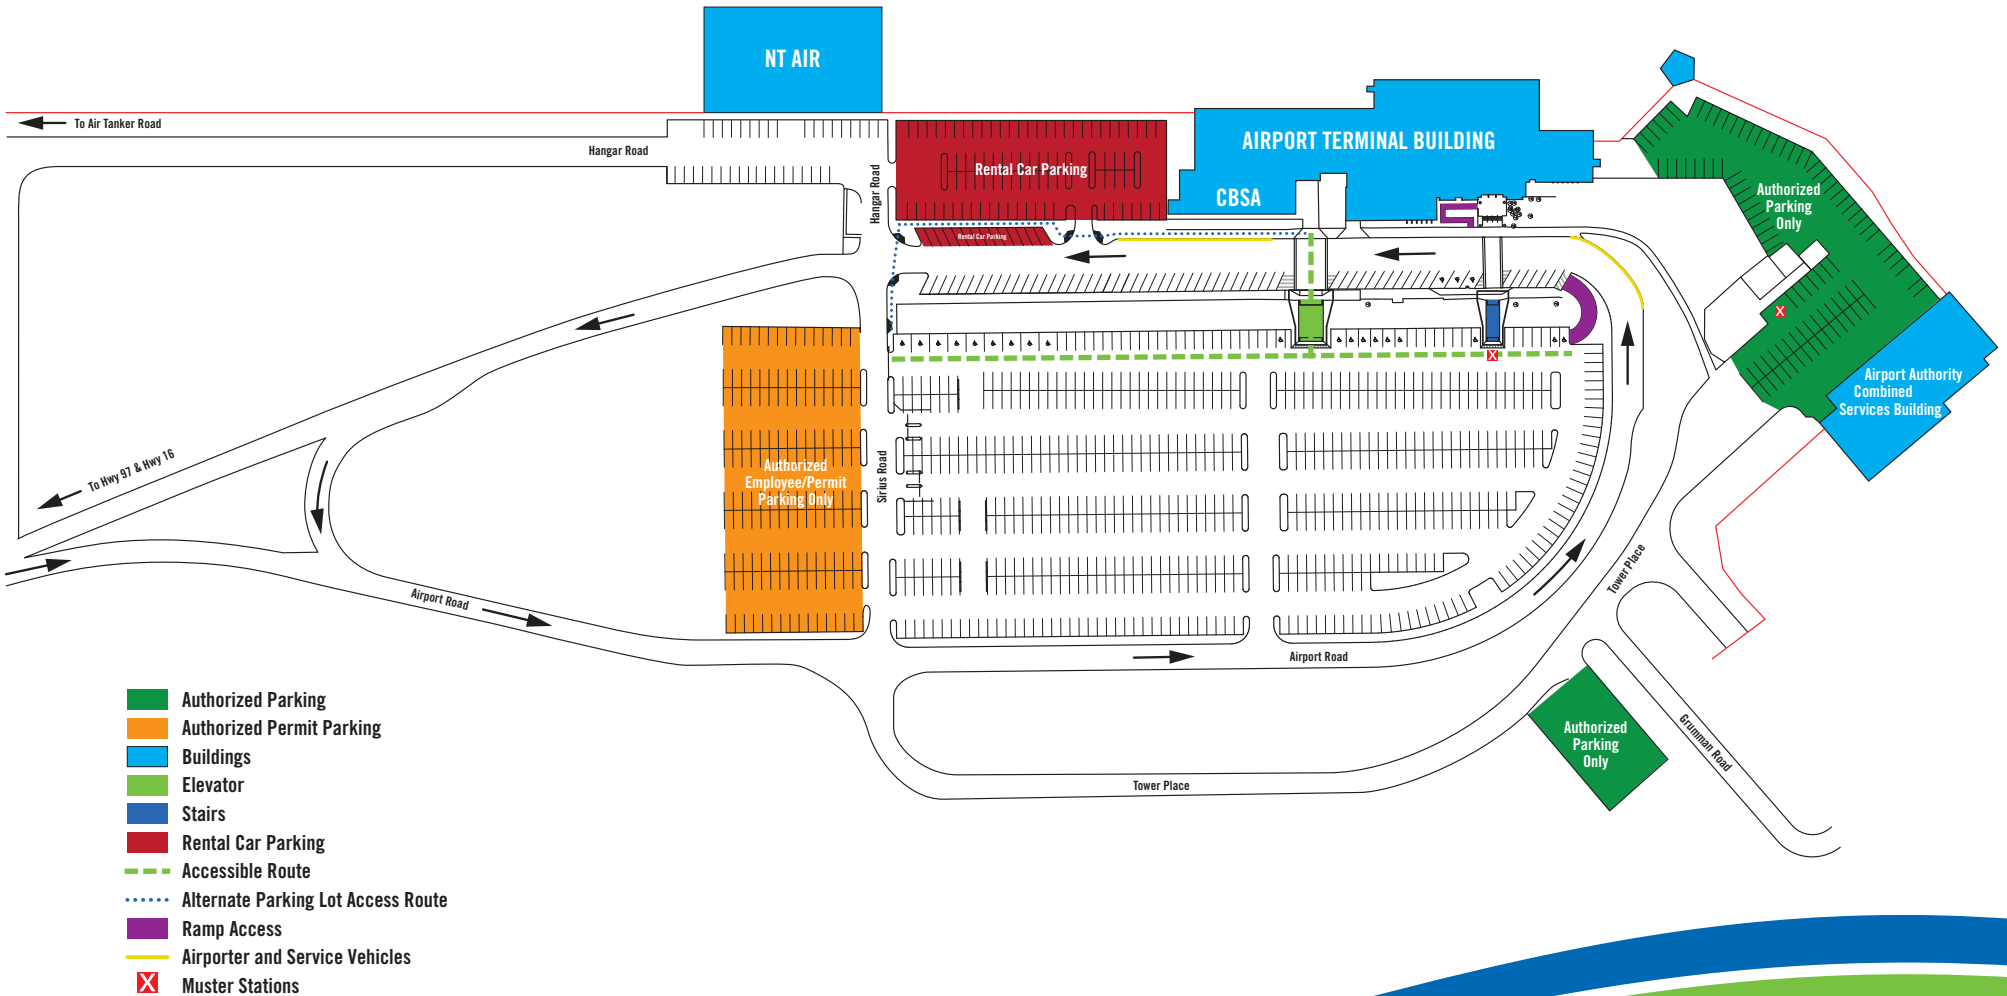 NT AIR
To Air Tanker Road
Hangar Road
Hangar Road
Rental Car Parking
Rental Car Parking
AIRPORT TERMINAL BUILDING
CBSA
Authorized
Parking
Only
Airport Authority
Combined
Services Building
To Hwy 97 & Hwy 16
Authorized
Employee/Permit
Parking Only
Sirius Road
Airport Road
Airport Road
Tower Place
Tower Place
Grumman Road
Authorized
Parking
Only
Authorized Parking
Authorized Permit Parking
Buildings
Elevator
Stairs
Rental Car Parking
Accessible Route
Alternate Parking Lot Access Route
Ramp Access
Airporter and Service Vehicles
X
X
X Muster Stations